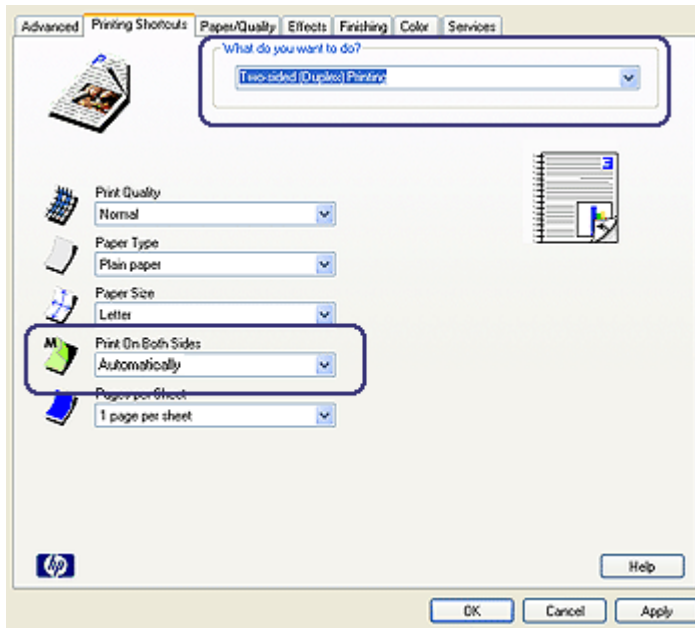 Advanced Printing Shortcuts Paper/Quality Effects Finishing Color Services
What do you want to do?
Two-sided (Duplex) Printing
3
Print Quality
Normal
Paper Type
Plain paper
Paper Size
Letter
M
Print On Both Sides
Automatically
Pages per Sheet
1 page per sheet
hp
Help
OK Cancel Apply